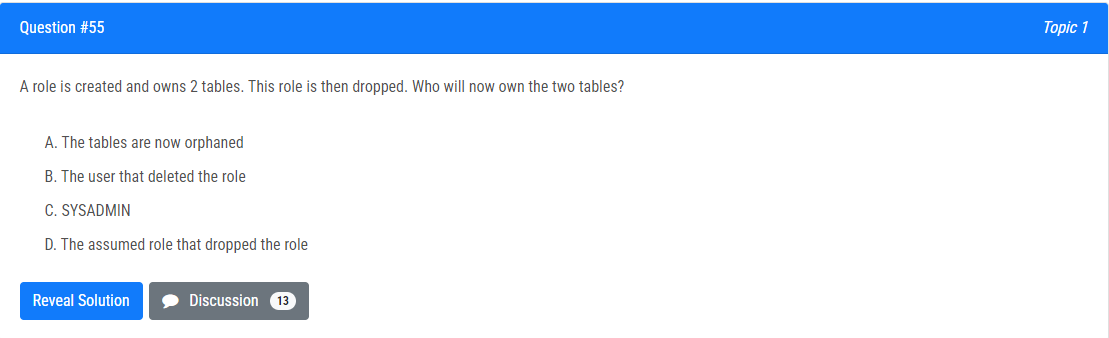 Question #55
Topic 1
A role is created and owns 2 tables. This role is then dropped. Who will now own the two tables?
A. The tables are now orphaned
B. The user that deleted the role
C. SYSADMIN
D. The assumed role that dropped the role
Reveal Solution
Discussion 13